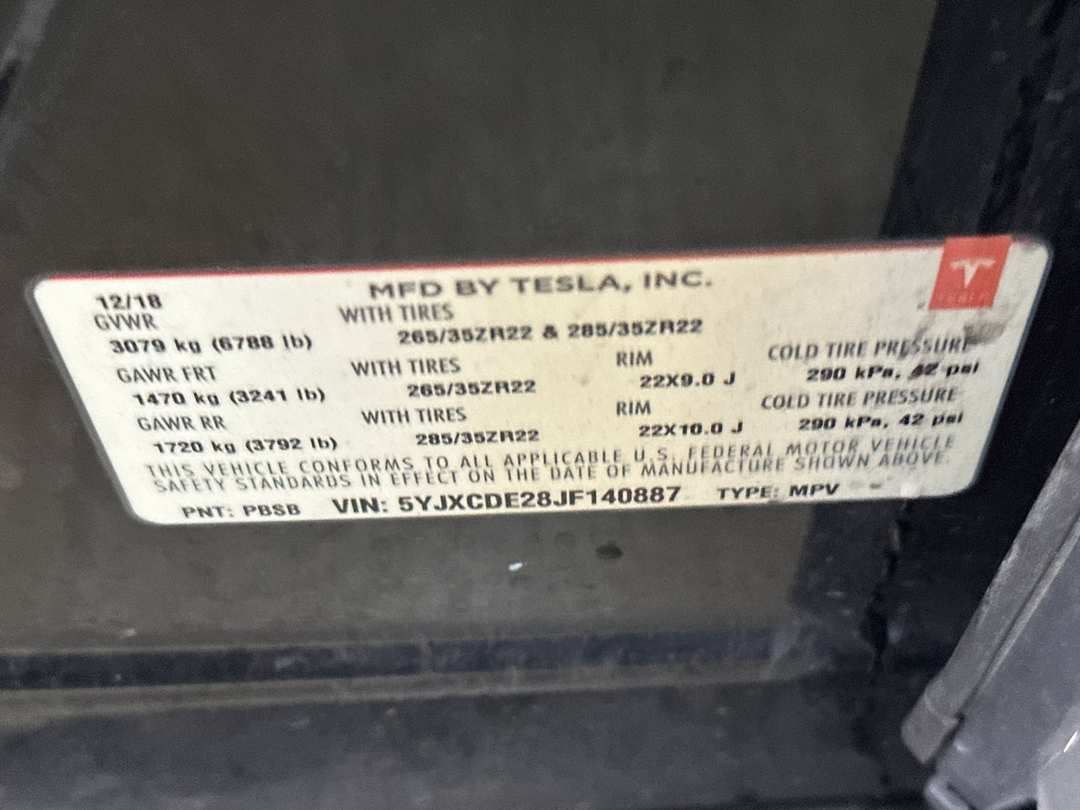 MFD BY TESLA, INC.
12/18
GVWR WITH TIRES
3079 kg (6788 lb) 265/35ZR22 & 285/35ZR22
GAWR FRT WITH TIRES RIM COLD TIRE PRESSURE
1470 kg (3241 lb) 265/35ZR22 22X9.0 J 290 kPa, 42 psi
GAWR RR WITH TIRES RIM COLD TIRE PRESSURE
1720 kg (3792 lb) 285/35ZR22 22X10.0 J 290 kPa, 42 psi
THIS VEHICLE CONFORMS TO ALL APPLICABLE U.S. FEDERAL MOTOR VEHICLE
SAFETY STANDARDS IN EFFECT ON THE DATE OF MANUFACTURE SHOWN ABOVE.
PNT: PBSB VIN: 5YJXCDE28JF140887 TYPE: MPV
TESLA